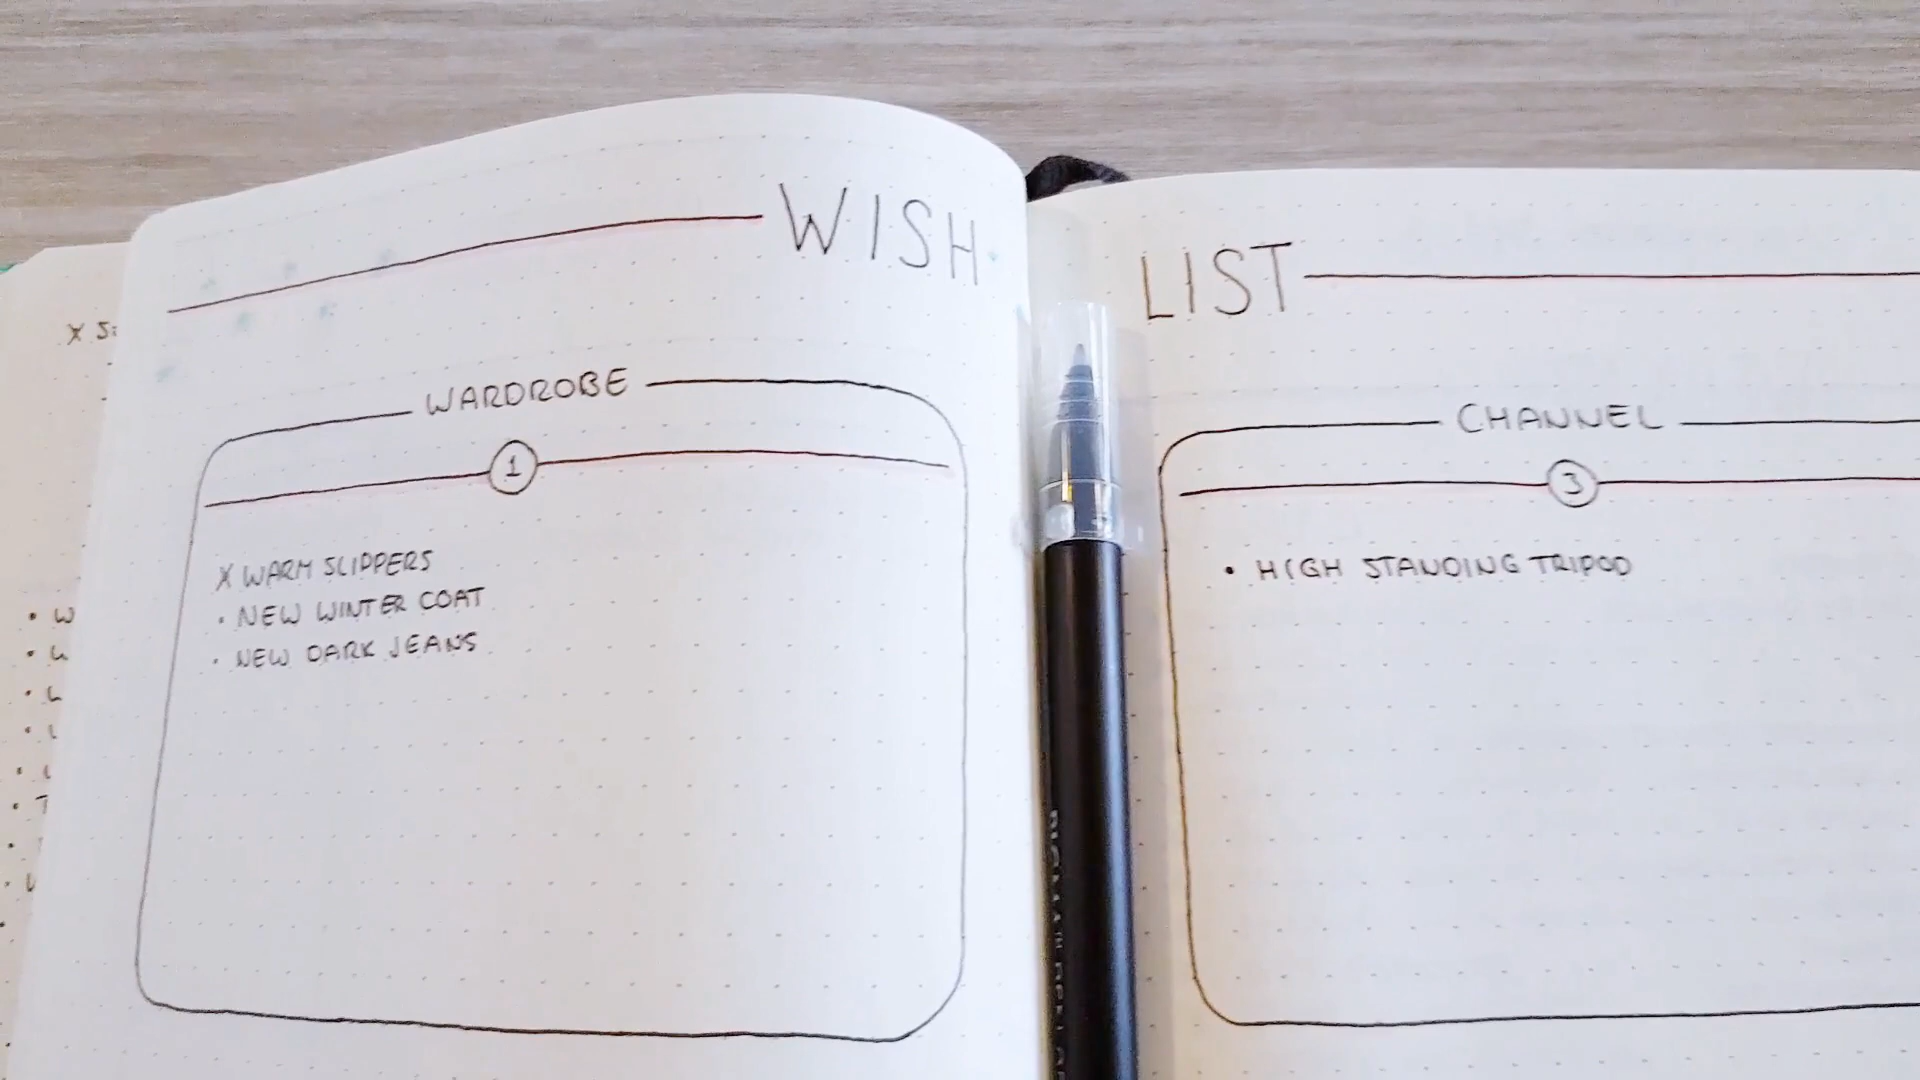 WISH
LIST
WARDROBE
1
X WARM SLIPPERS
· NEW WINTER COAT
· NEW DARK JEANS
CHANNEL
3
• HIGH STANDING TRIPOD